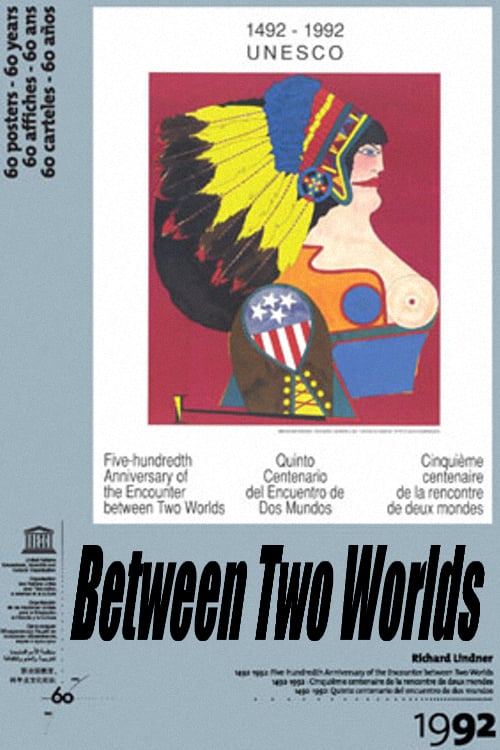 60 posters - 60 years
60 affiches - 60 ans
60 carteles - 60 años
1492 - 1992
UNESCO
Five-hundredth
Anniversary of
the Encounter
between Two Worlds
Quinto
Centenario
del Encuentro de
Dos Mundos
Cinquième
centenaire
de la rencontre
de deux mondes
Between Two Worlds
Richard Lindner
1492 1992: Five-hundredth Anniversary of the Encounter between Two Worlds
1492 1992 : Cinquième centenaire de la rencontre de deux mondes
1492 1992: Quinto centenario del encuentro de dos mundos
60
1992